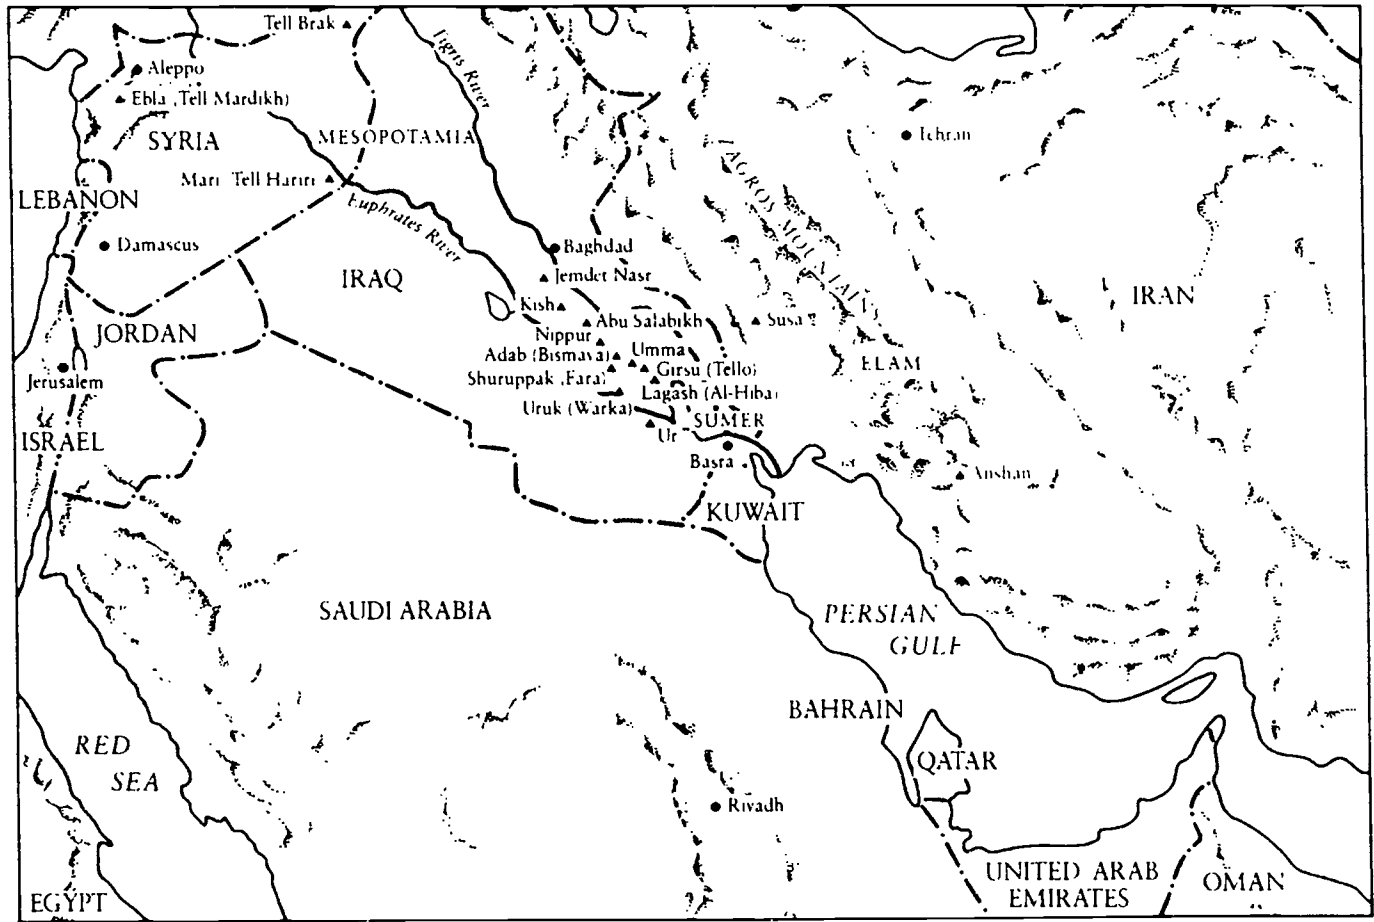 Tell Brak
Tigris River
Aleppo
Ebla (Tell Mardikh)
SYRIA
MESOPOTAMIA
Tehran
Mari Tell Hariri
LEBANON
Euphrates River
ZAGROS MOUNTAINS
Damascus
Baghdad
IRAQ
Jemdet Nasr
IRAN
Kish
Abu Salabikh
Susa
JORDAN
Nippur
Umma
Adab (Bismaya)
ELAM
Girsu (Tello)
Jerusalem
Shuruppak (Fara)
Lagash (Al-Hiba)
Uruk (Warka)
SUMER
Ur
ISRAEL
Basra
Anshan
KUWAIT
SAUDI ARABIA
PERSIAN
GULF
BAHRAIN
RED
SEA
QATAR
Riyadh
UNITED ARAB
EMIRATES
OMAN
EGYPT